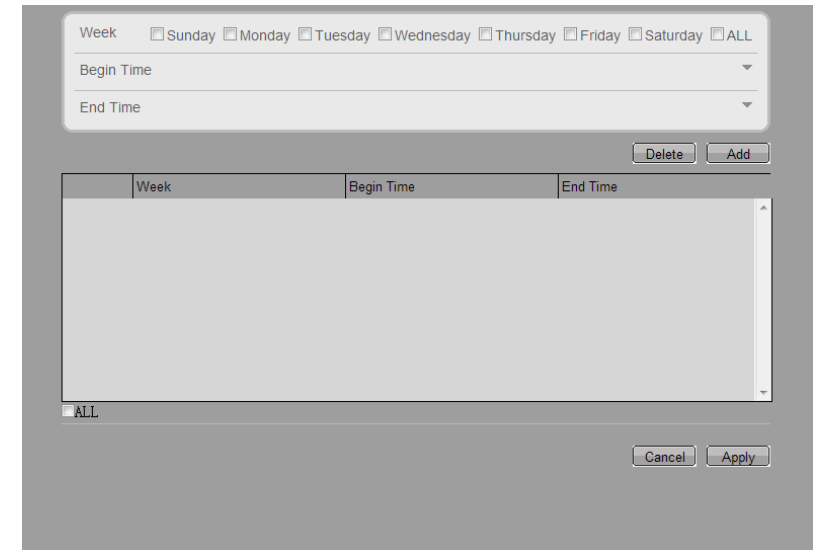 Week Sunday Monday Tuesday Wednesday Thursday Friday Saturday ALL
Begin Time
End Time
Delete Add
Week Begin Time End Time
ALL
Cancel Apply